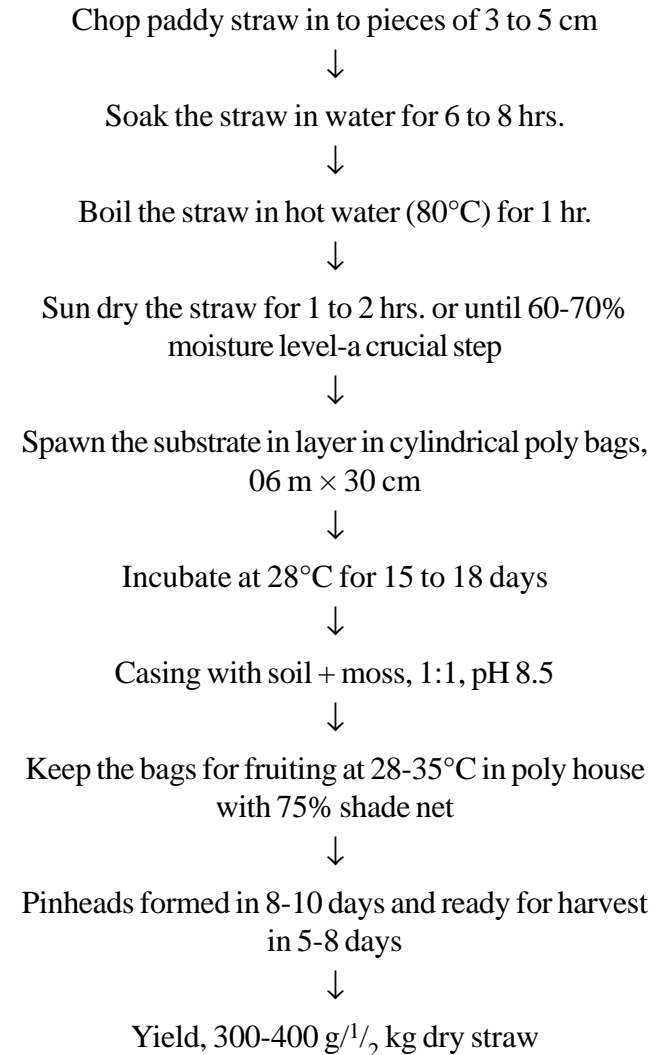 Chop paddy straw in to pieces of 3 to 5 cm
↓
Soak the straw in water for 6 to 8 hrs.
↓
Boil the straw in hot water (80°C) for 1 hr.
↓
Sun dry the straw for 1 to 2 hrs. or until 60-70%
moisture level-a crucial step
↓
Spawn the substrate in layer in cylindrical poly bags,
06 m × 30 cm
↓
Incubate at 28°C for 15 to 18 days
↓
Casing with soil + moss, 1:1, pH 8.5
↓
Keep the bags for fruiting at 28-35°C in poly house
with 75% shade net
↓
Pinheads formed in 8-10 days and ready for harvest
in 5-8 days
↓
Yield, 300-400 g/1/2 kg dry straw